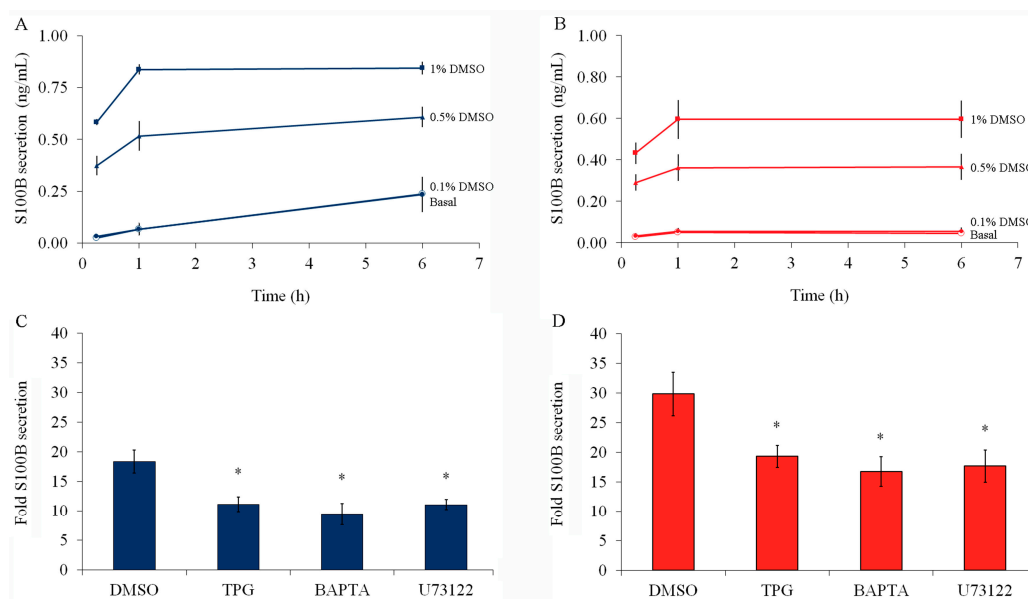 A
S100B secretion (ng/mL)
1.00
0.75
0.50
0.25
0.00
0
1
2
3
4
5
6
7
Time (h)
1% DMSO
0.5% DMSO
0.1% DMSO
Basal
B
S100B secretion (ng/mL)
1.00
0.80
0.60
0.40
0.20
0.00
0
1
2
3
4
5
6
7
Time (h)
1% DMSO
0.5% DMSO
0.1% DMSO
Basal
C
Fold S100B secretion
40
35
30
25
20
15
10
5
0
*
*
*
DMSO
TPG
BAPTA
U73122
D
Fold S100B secretion
40
35
30
25
20
15
10
5
0
*
*
*
DMSO
TPG
BAPTA
U73122